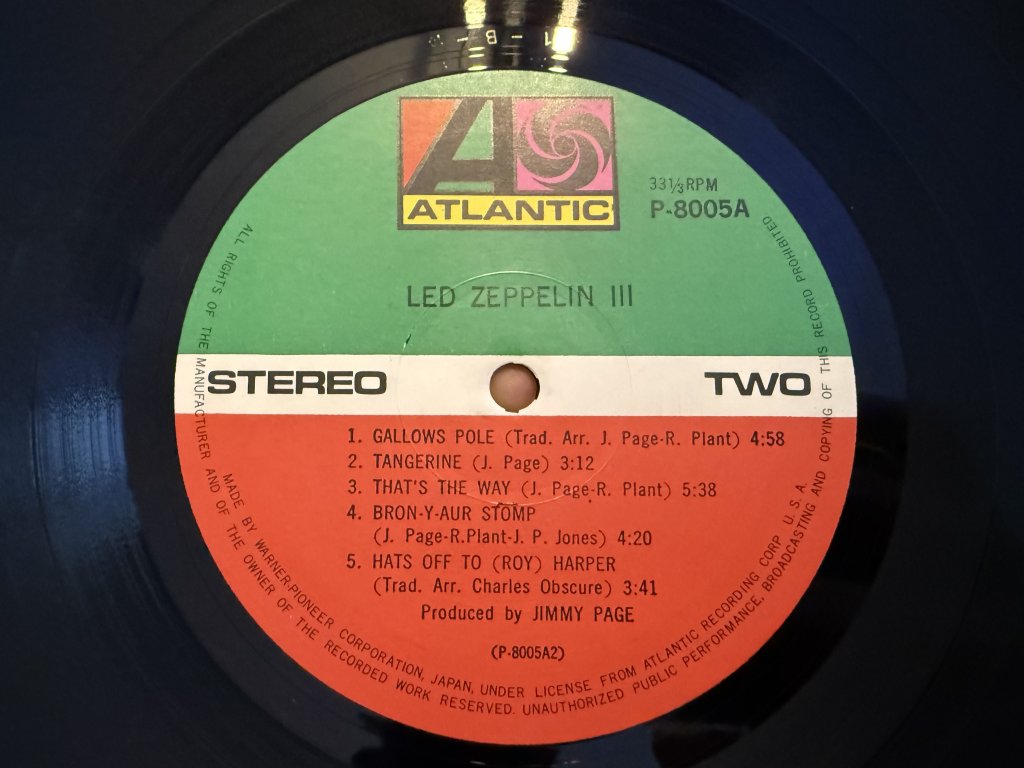 1 - B -
A
ATLANTIC
33⅓ RPM
P-8005A
LED ZEPPELIN III
STEREO
TWO
1. GALLOWS POLE (Trad. Arr. J. Page-R. Plant) 4:58
2. TANGERINE (J. Page) 3:12
3. THAT'S THE WAY (J. Page-R. Plant) 5:38
4. BRON-Y-AUR STOMP
(J. Page-R.Plant-J. P. Jones) 4:20
5. HATS OFF TO (ROY) HARPER
(Trad. Arr. Charles Obscure) 3:41
Produced by JIMMY PAGE
(P-8005A2)
MADE BY WARNER-PIONEER CORPORATION, JAPAN, UNDER LICENSE FROM ATLANTIC RECORDING CORP U. S. A.
ALL RIGHTS OF THE MANUFACTURER AND OF THE OWNER OF THE RECORDED WORK RESERVED. UNAUTHORIZED PUBLIC PERFORMANCE, BROADCASTING AND COPYING OF THIS RECORD PROHIBITED